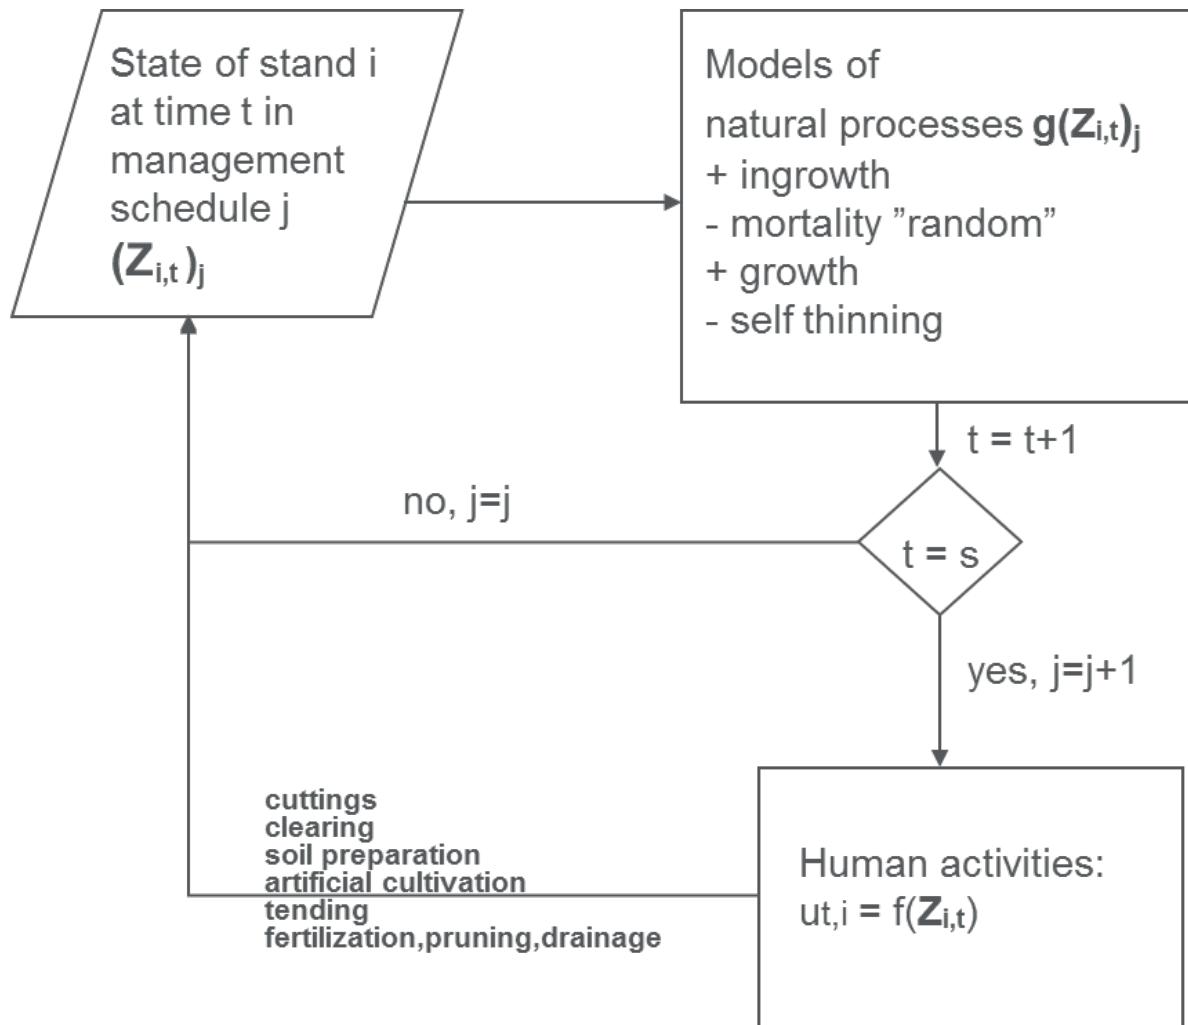 State of stand i
at time t in
management
schedule j
(Zi,t )j
Models of
natural processes g(Zi,t)j
+ ingrowth
- mortality ”random”
+ growth
- self thinning
t = t+1
no, j=j
t = s
yes, j=j+1
cuttings
clearing
soil preparation
artificial cultivation
tending
fertilization,pruning,drainage
Human activities:
ut,i = f(Zi,t)